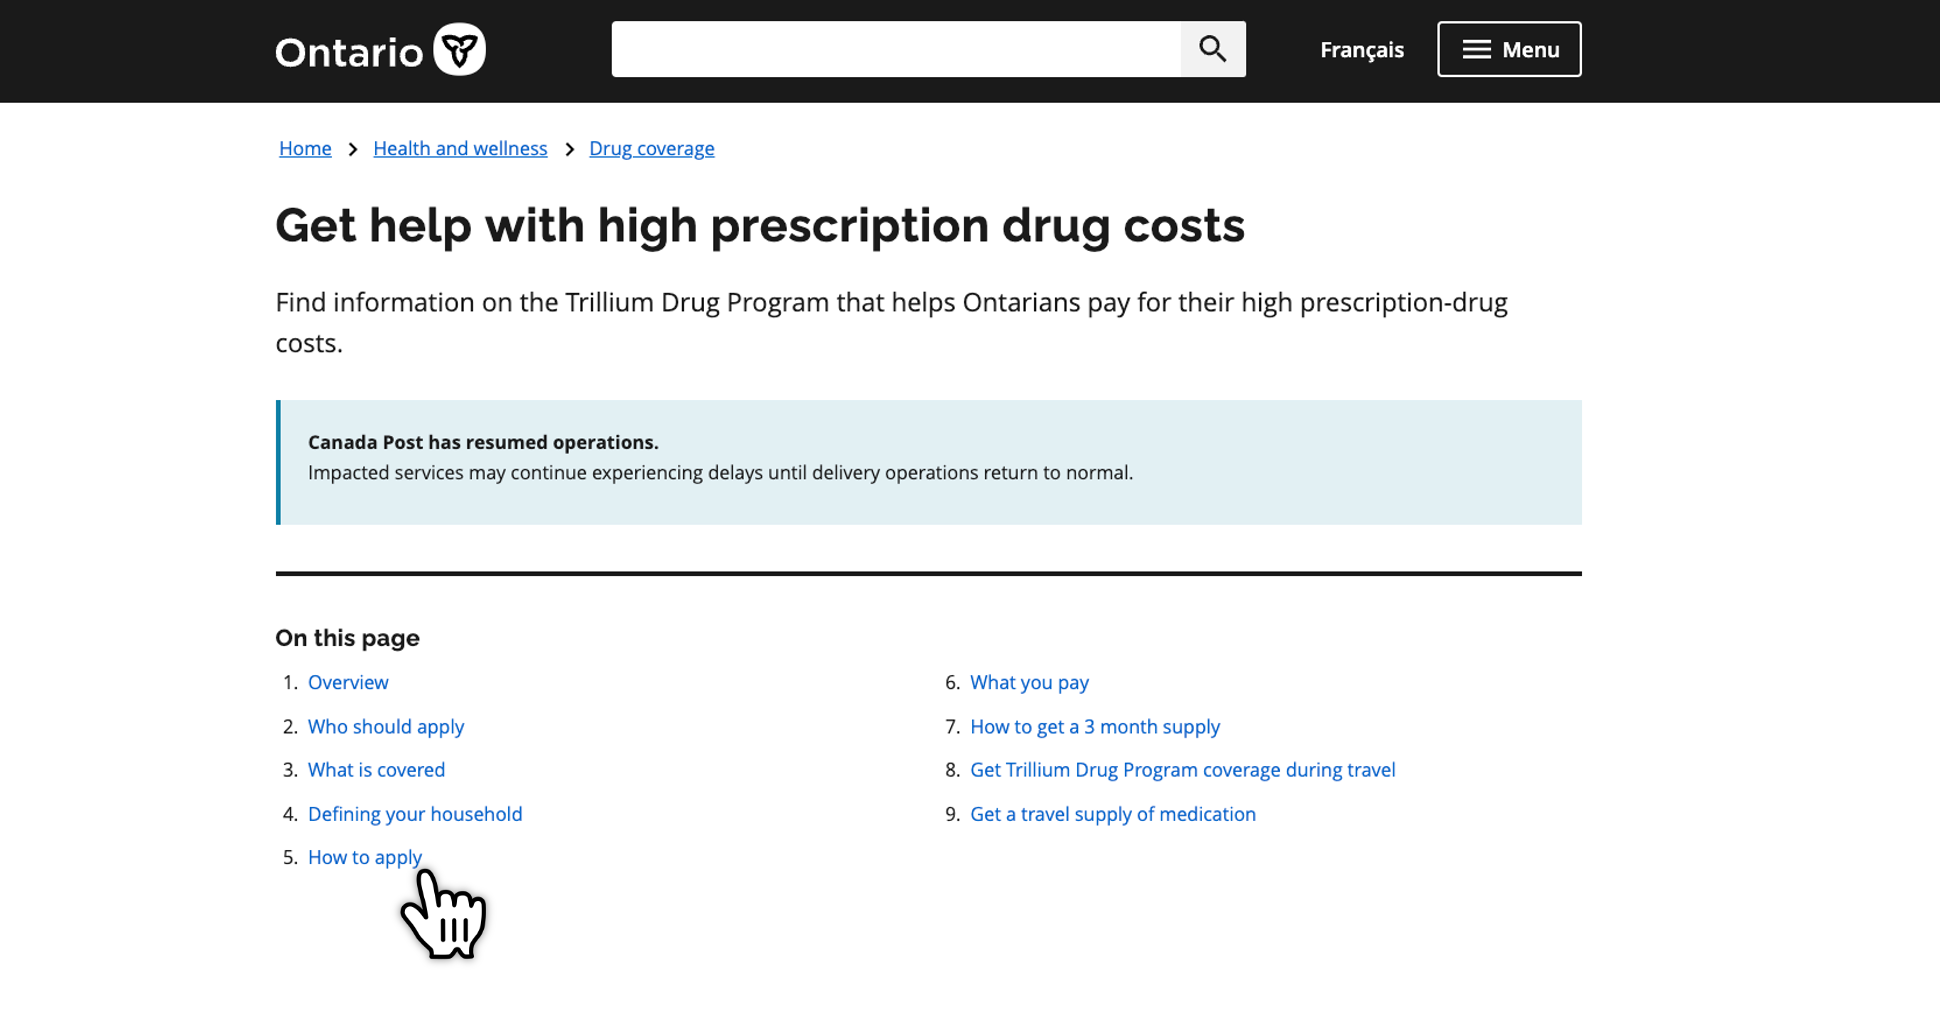 Ontario
Français
Menu
Home > Health and wellness > Drug coverage
Get help with high prescription drug costs
Find information on the Trillium Drug Program that helps Ontarians pay for their high prescription-drug
costs.
Canada Post has resumed operations.
Impacted services may continue experiencing delays until delivery operations return to normal.
On this page
1. Overview
2. Who should apply
3. What is covered
4. Defining your household
5. How to apply
6. What you pay
7. How to get a 3 month supply
8. Get Trillium Drug Program coverage during travel
9. Get a travel supply of medication